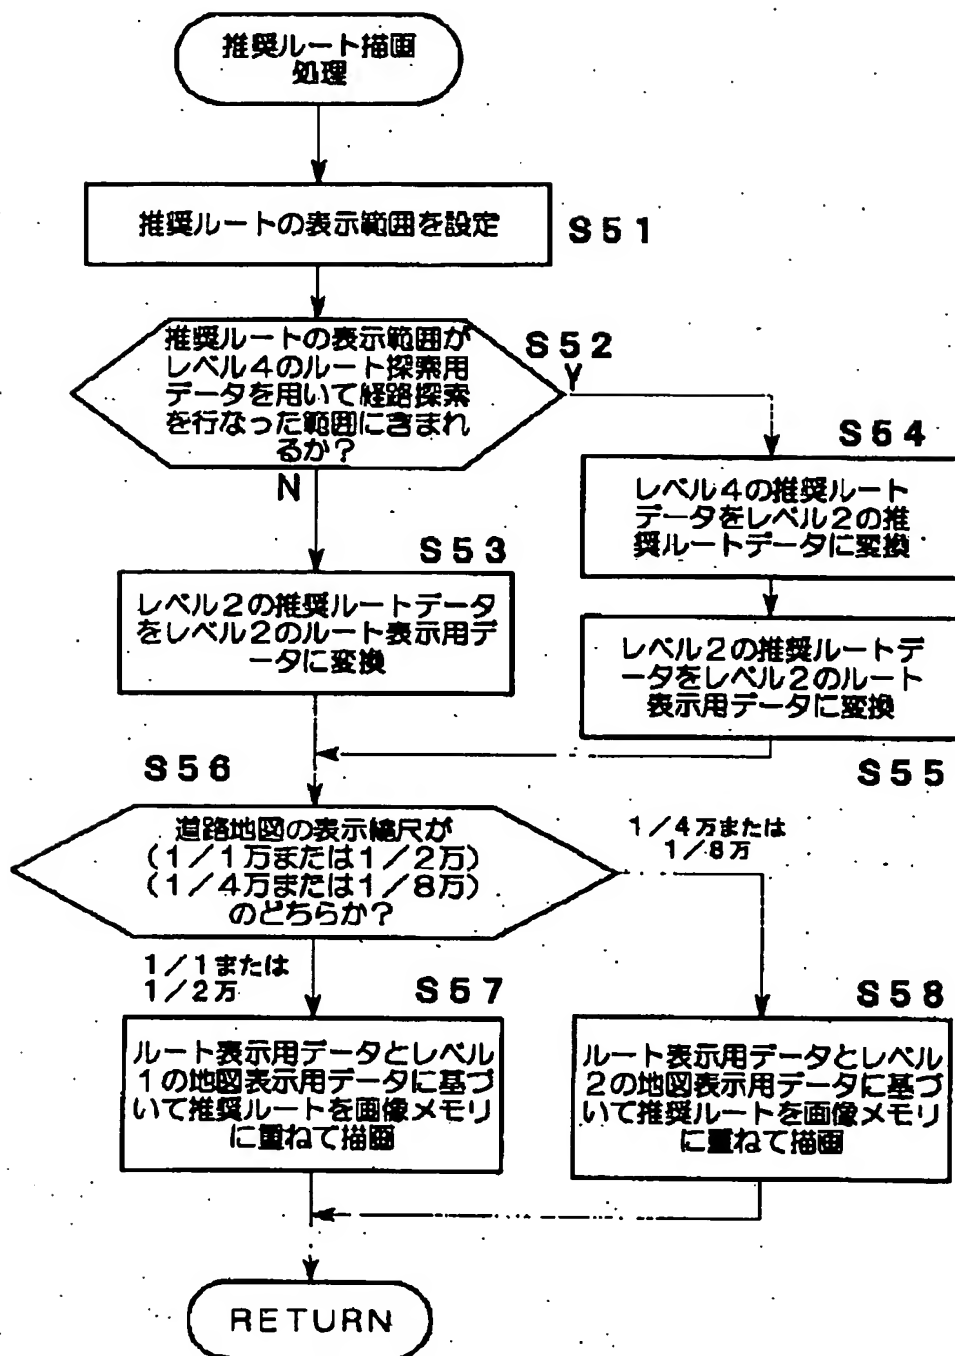 推奨ルート描画
処理
推奨ルートの表示範囲を設定
S51
推奨ルートの表示範囲が
レベル4のルート探索用
データを用いて経路探索
を行なった範囲に含まれ
るか?
S52
Y
N
S54
レベル4の推奨ルート
データをレベル2の推
奨ルートデータに変換
S53
レベル2の推奨ルートデータ
をレベル2のルート表示用デ
ータに変換
レベル2の推奨ルートデ
ータをレベル2のルート
表示用データに変換
S55
S56
道路地図の表示縮尺が
(1/1万または1/2万)
(1/4万または1/8万)
のどちらか?
1/4万または
1/8万
1/1または
1/2万
S57
ルート表示用データとレベル
1の地図表示用データに基づ
いて推奨ルートを画像メモリ
に重ねて描画
S58
ルート表示用データとレベル
2の地図表示用データに基づ
いて推奨ルートを画像メモリ
に重ねて描画
RETURN